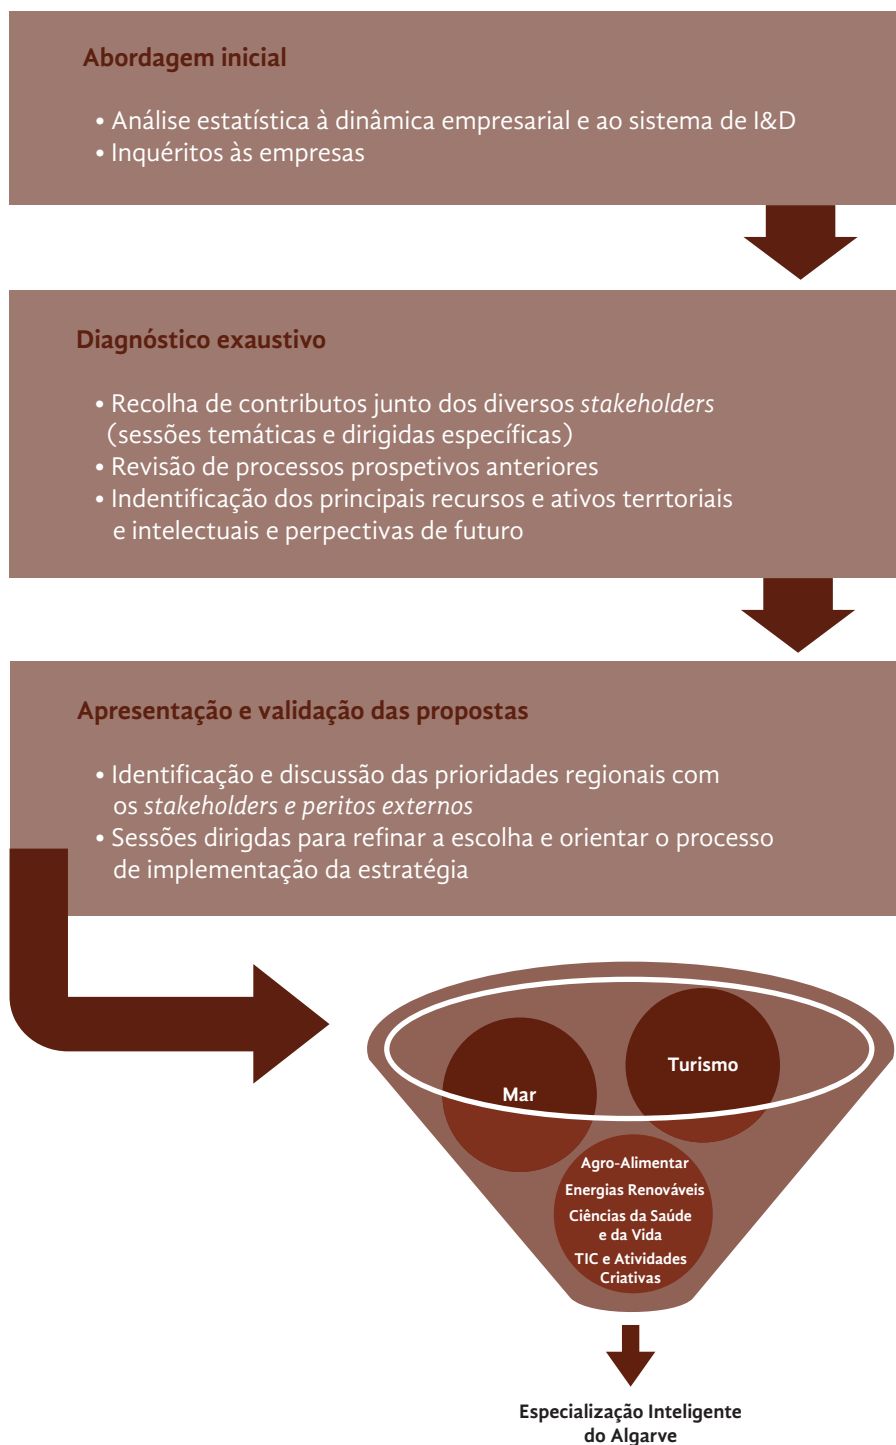 Abordagem inicial
• Análise estatística à dinâmica empresarial e ao sistema de I&D
• Inquéritos às empresas
Diagnóstico exaustivo
• Recolha de contributos junto dos diversos stakeholders
(sessões temáticas e dirigidas específicas)
• Revisão de processos prospetivos anteriores
• Indentificação dos principais recursos e ativos terrtoriais
e intelectuais e perpectivas de futuro
Apresentação e validação das propostas
• Identificação e discussão das prioridades regionais com
os stakeholders e peritos externos
• Sessões dirigdas para refinar a escolha e orientar o processo
de implementação da estratégia
Turismo
Mar
Agro-Alimentar
Energias Renováveis
Ciências da Saúde
e da Vida
TIC e Atividades
Criativas
Especialização Inteligente
do Algarve